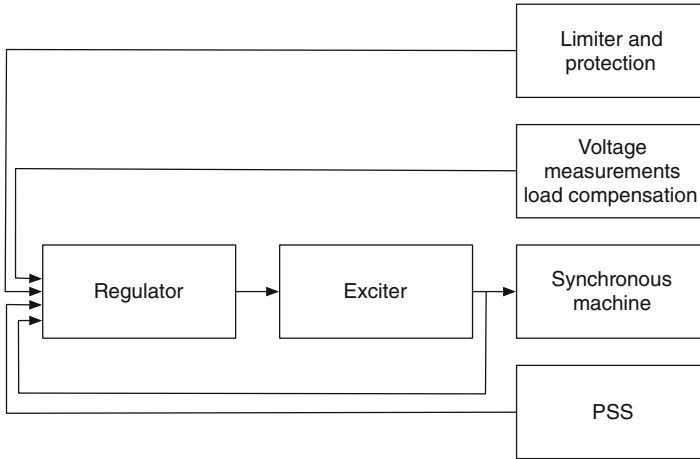 Limiter and
protection
Voltage
measurements
load compensation
Regulator
Exciter
Synchronous
machine
PSS